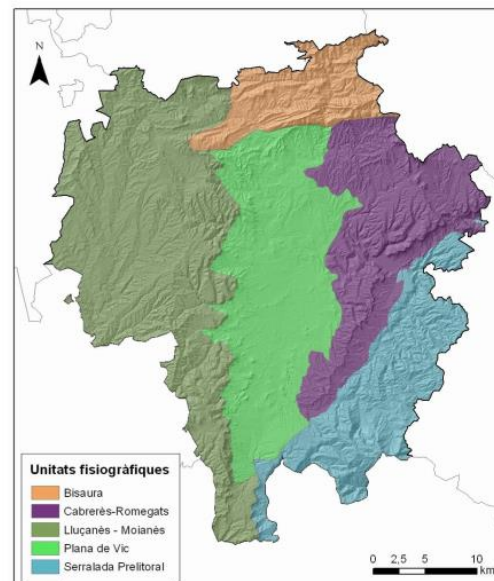 N
Unitats fisiogràfiques
Bisaura
Cabrerès-Romegats
Lluçanès - Moianès
Plana de Vic
Serralada Prelitoral
0 2,5 5 10
km